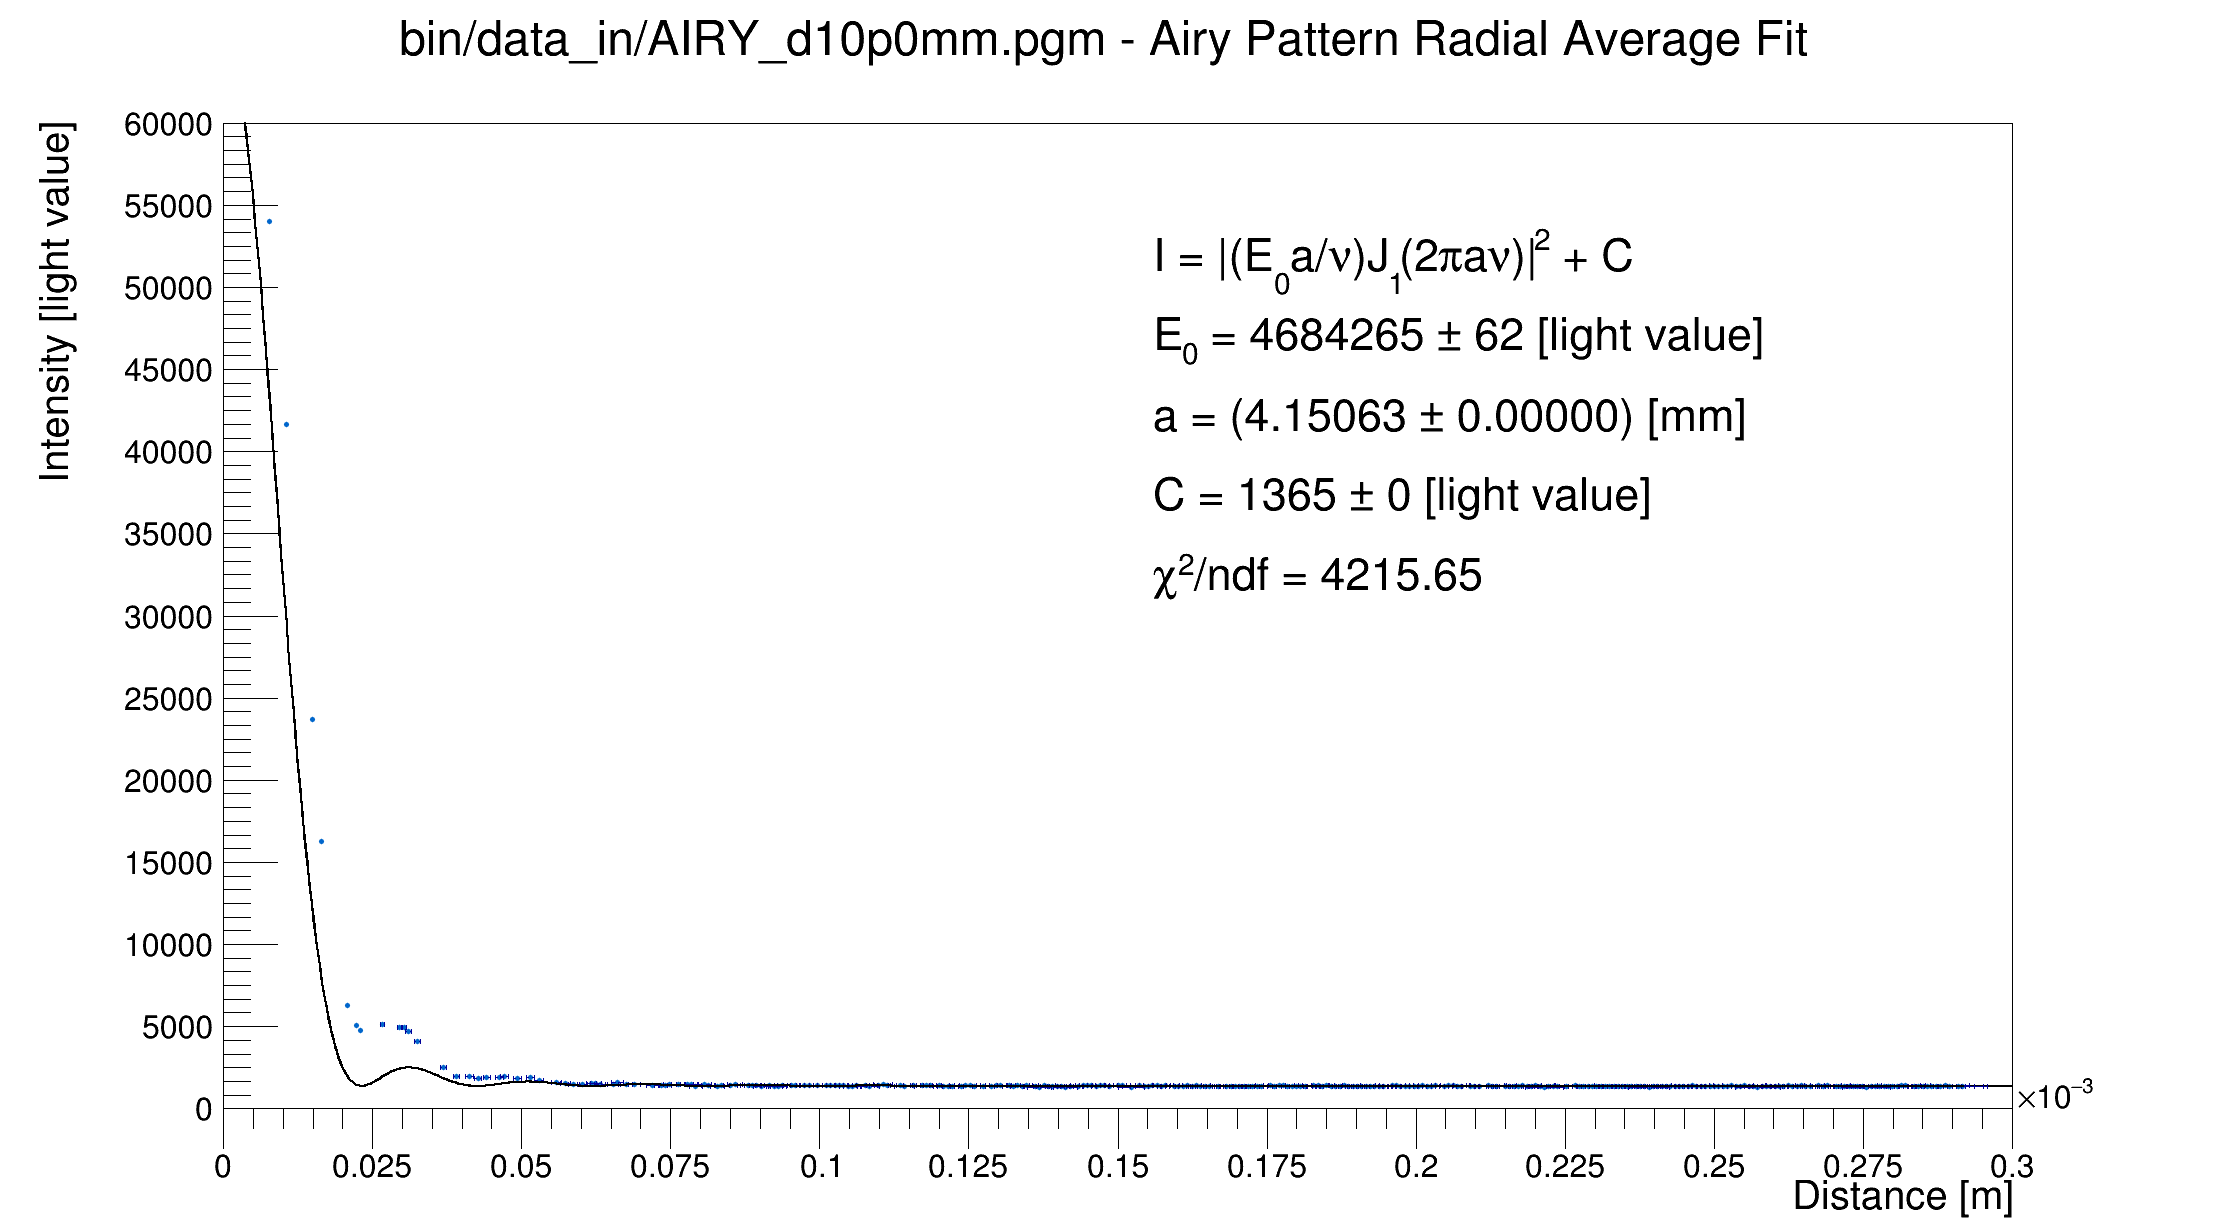 bin/data_in/AIRY_d10p0mm.pgm - Airy Pattern Radial Average Fit
Intensity [light value]
60000
55000
50000
45000
40000
35000
30000
25000
20000
15000
10000
5000
0
I = |(E₀a/ν)J₁(2πaν)|² + C
E₀ = 4684265 ± 62 [light value]
a = (4.15063 ± 0.00000) [mm]
C = 1365 ± 0 [light value]
χ²/ndf = 4215.65
×10⁻³
0 0.025 0.05 0.075 0.1 0.125 0.15 0.175 0.2 0.225 0.25 0.275 0.3
Distance [m]